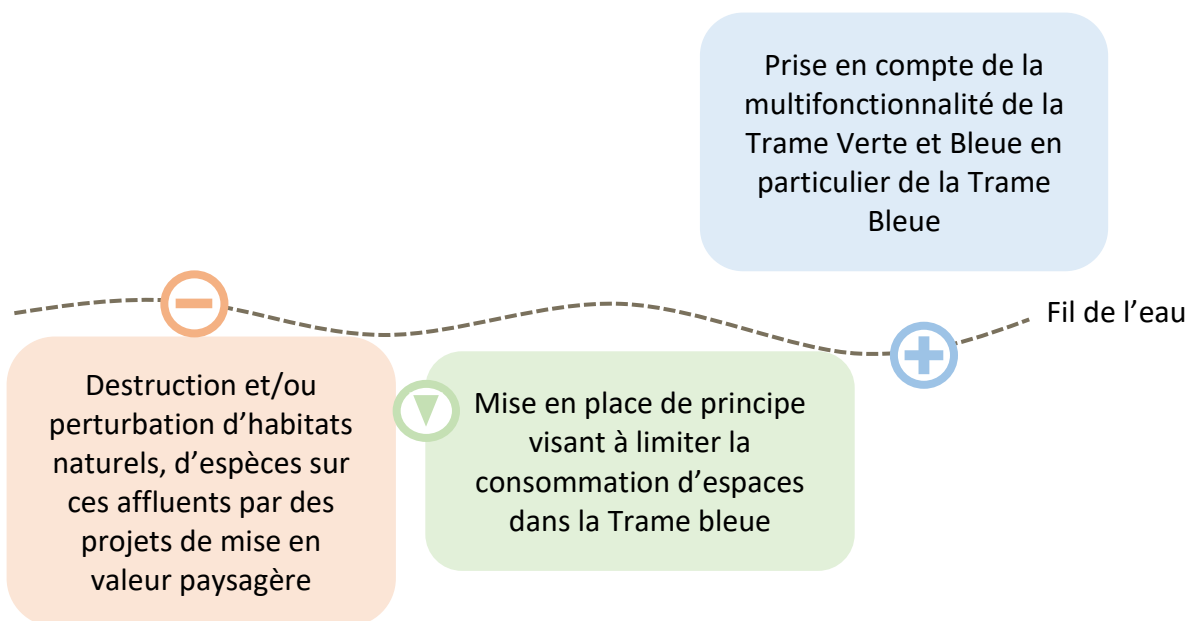 Prise en compte de la
multifonctionnalité de la
Trame Verte et Bleue en
particulier de la Trame
Bleue
Fil de l’eau
Destruction et/ou
perturbation d’habitats
naturels, d’espèces sur
ces affluents par des
projets de mise en
valeur paysagère
Mise en place de principe
visant à limiter la
consommation d’espaces
dans la Trame bleue